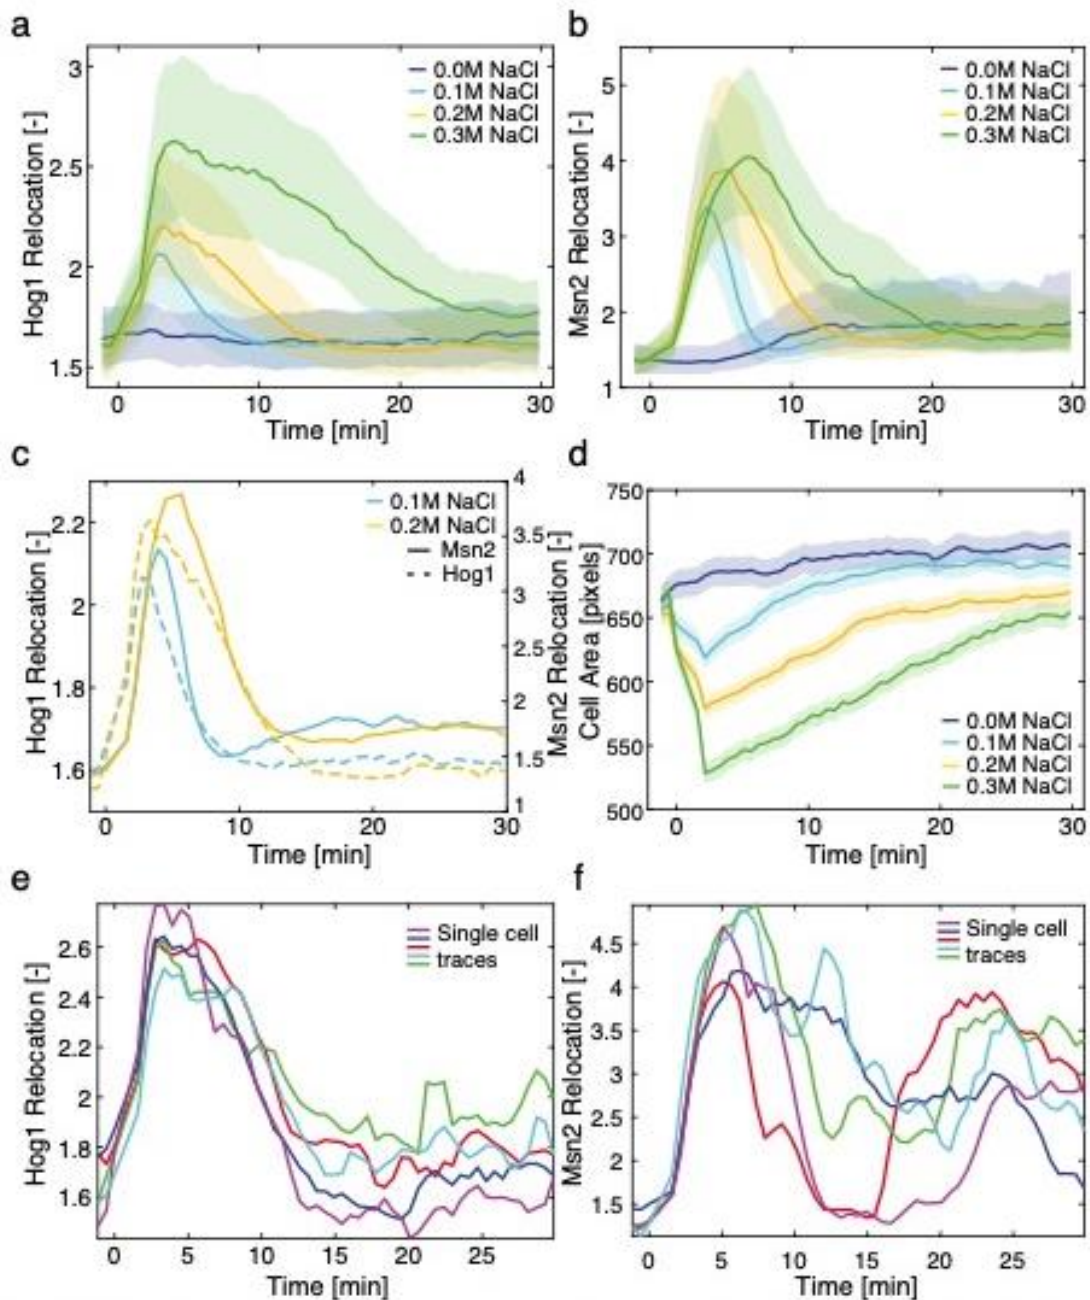 a
Hog1 Relocation [-]
3
2.5
2
1.5
0.0M NaCl
0.1M NaCl
0.2M NaCl
0.3M NaCl
0 10 20 30
Time [min]
b
Msn2 Relocation [-]
5
4
3
2
1
0.0M NaCl
0.1M NaCl
0.2M NaCl
0.3M NaCl
0 10 20 30
Time [min]
c
Hog1 Relocation [-]
2.2
2
1.8
1.6
0.1M NaCl
0.2M NaCl
Msn2
Hog1
4
3.5
3
2.5
2
1.5
1
Msn2 Relocation [-]
0 10 20 30
Time [min]
d
Cell Area [pixels]
750
700
650
600
550
500
0.0M NaCl
0.1M NaCl
0.2M NaCl
0.3M NaCl
0 10 20 30
Time [min]
e
Hog1 Relocation [-]
2.6
2.4
2.2
2
1.8
1.6
Single cell
traces
0 5 10 15 20 25
Time [min]
f
Msn2 Relocation [-]
4.5
4
3.5
3
2.5
2
1.5
Single cell
traces
0 5 10 15 20 25
Time [min]